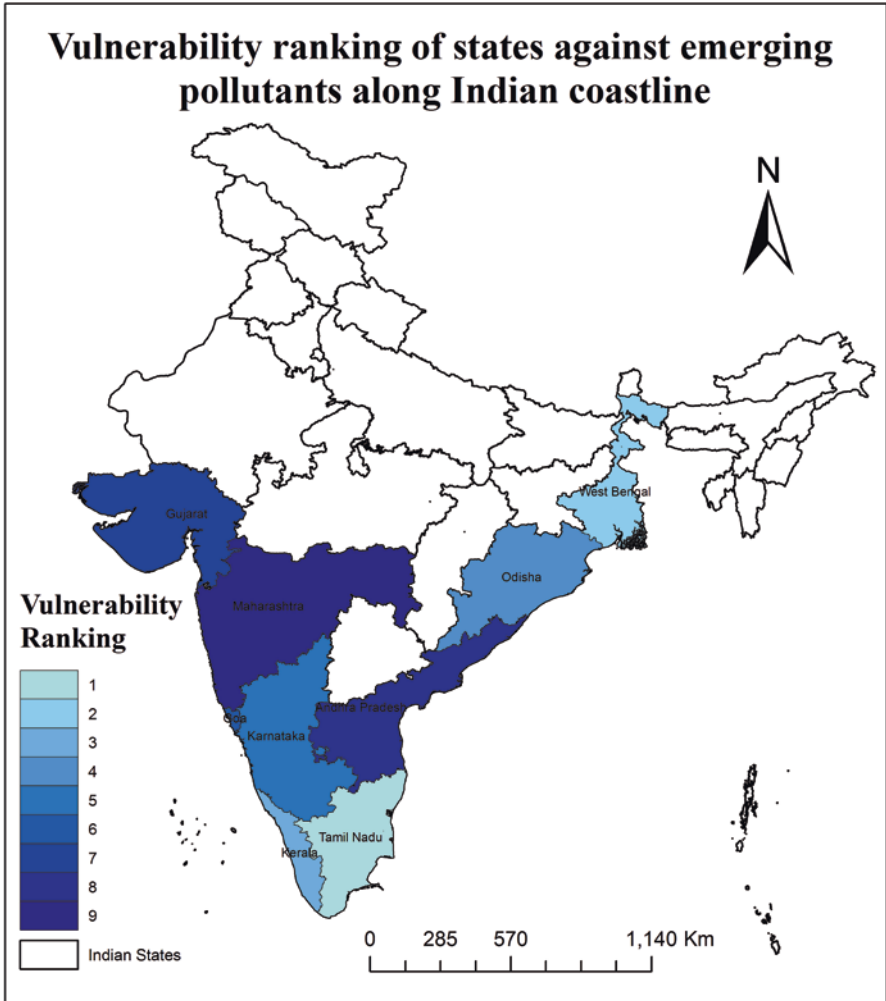 Vulnerability ranking of states against emerging
pollutants along Indian coastline
N
West Bengal
Gujarat
Odisha
Maharashtra
Vulnerability
Ranking
1
2
3
4
5
6
7
8
9
Indian States
Goa
Andhra Pradesh
Karnataka
Tamil Nadu
Kerala
0 285 570 1,140 Km